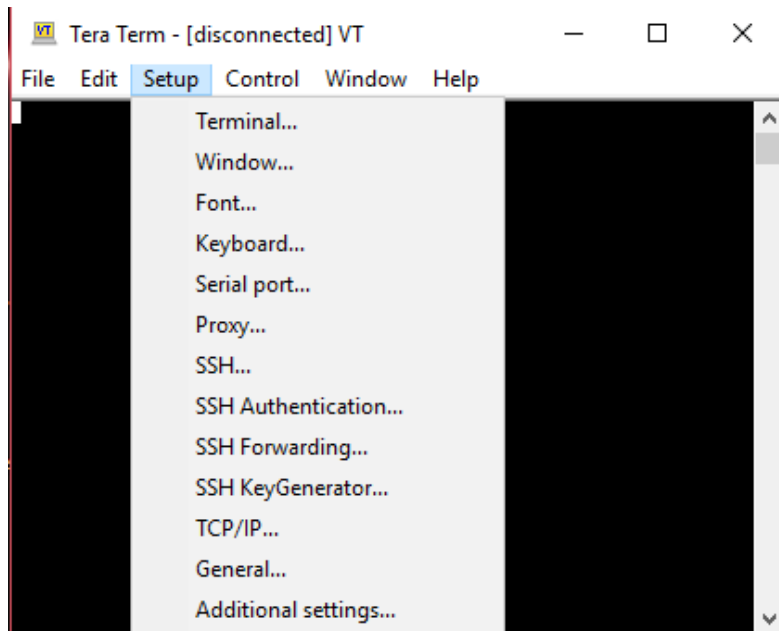 VT Tera Term - [disconnected] VT
File Edit Setup Control Window Help
Terminal...
Window...
Font...
Keyboard...
Serial port...
Proxy...
SSH...
SSH Authentication...
SSH Forwarding...
SSH KeyGenerator...
TCP/IP...
General...
Additional settings...